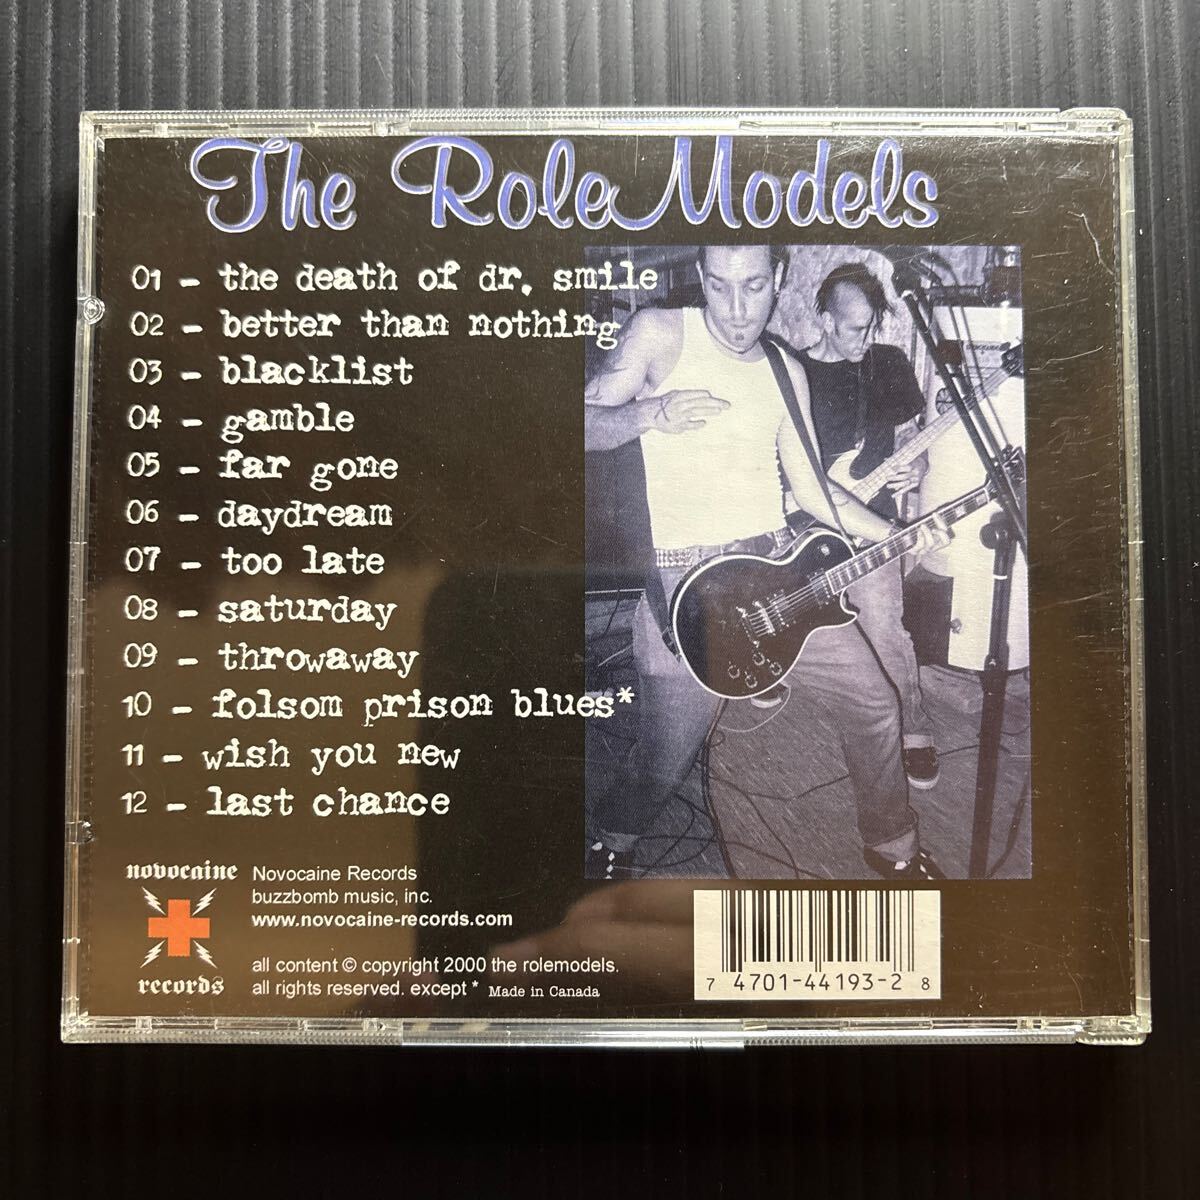 The RoleModels
01 - the death of dr. smile
02 - better than nothing
03 - blacklist
04 - gamble
05 - far gone
06 - daydream
07 - too late
08 - saturday
09 - throwaway
10 - folsom prison blues*
11 - wish you new
12 - last chance
novocaine
records
Novocaine Records
buzzbomb music, inc.
www.novocaine-records.com
all content © copyright 2000 the rolemodels.
all rights reserved. except * Made in Canada
7 4701-44193-2 8